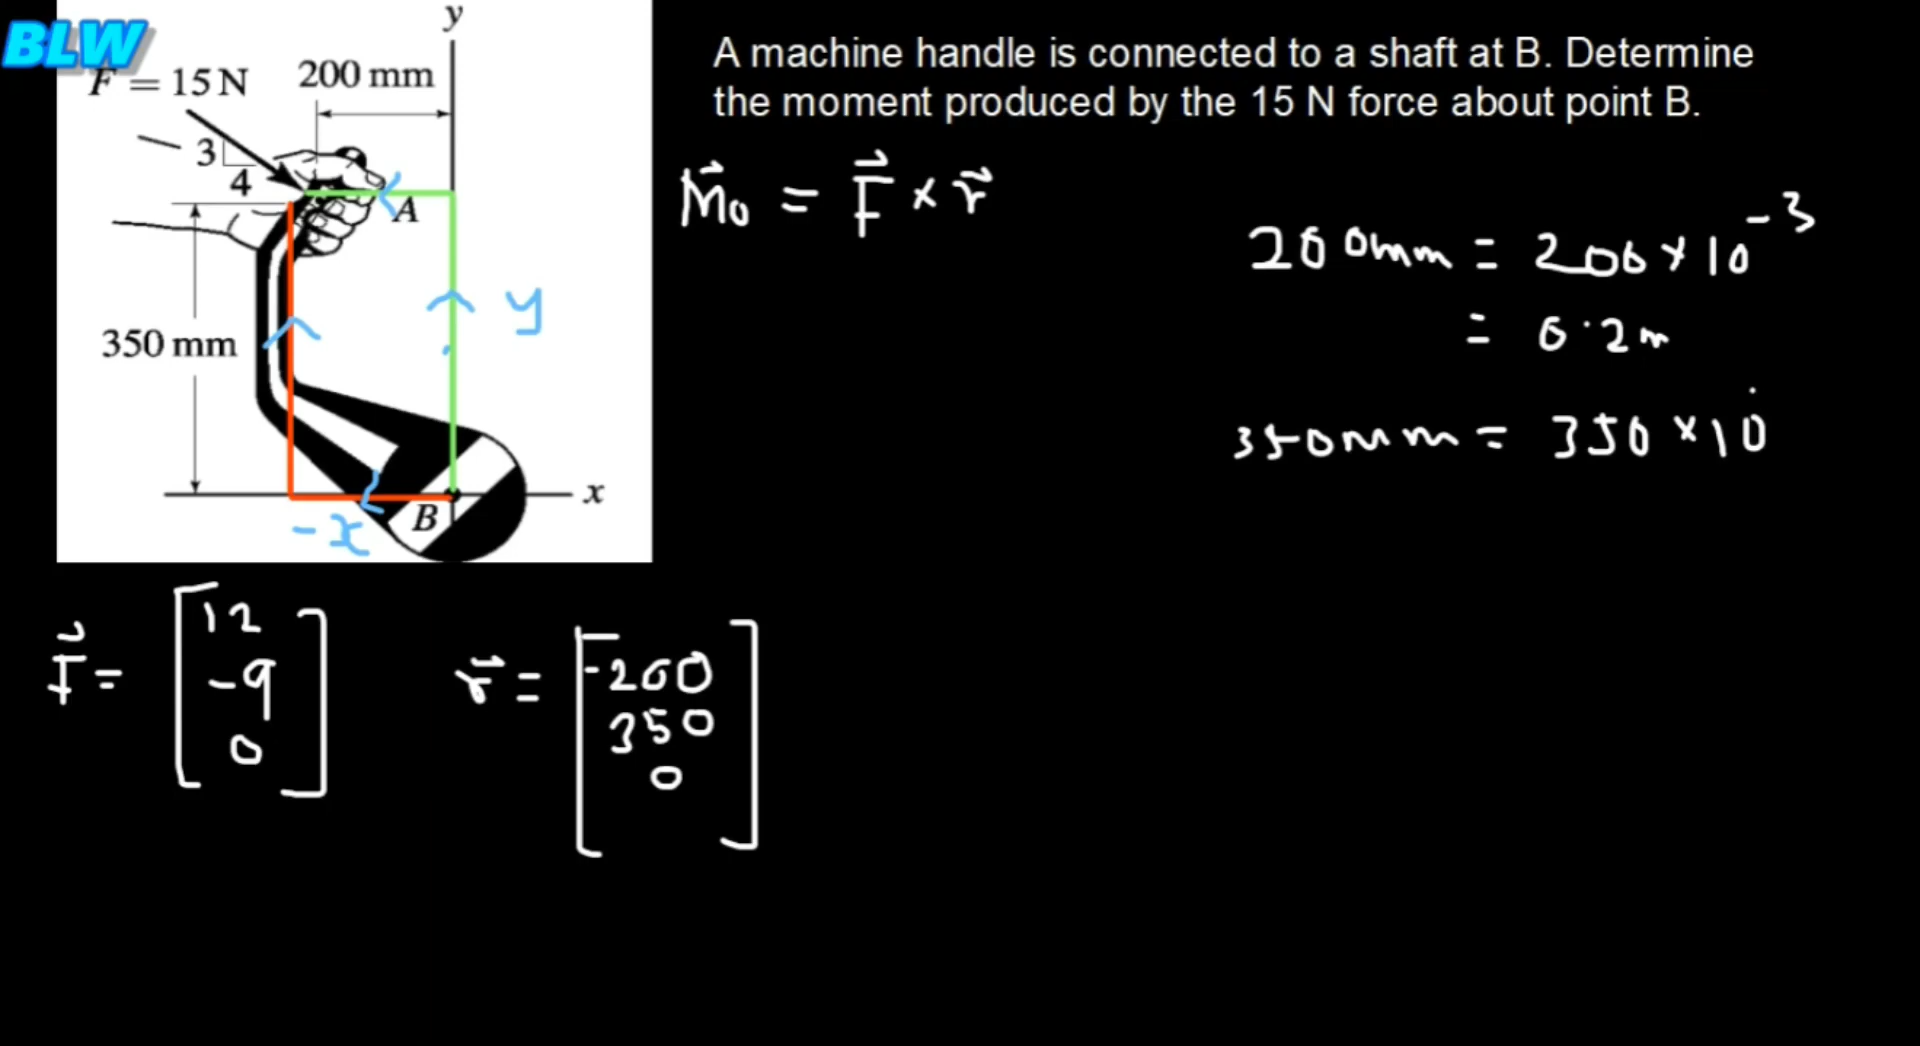 BLW
F = 15 N
200 mm
y
3
4
A
350 mm
y
x
B
-x
A machine handle is connected to a shaft at B. Determine
the moment produced by the 15 N force about point B.
M⃗₀ = F⃗ × r⃗
200mm = 200 × 10⁻³
= 0.2m
350mm = 350 × 10
F⃗ = [12
-9
0]
r⃗ = [-200
350
0]